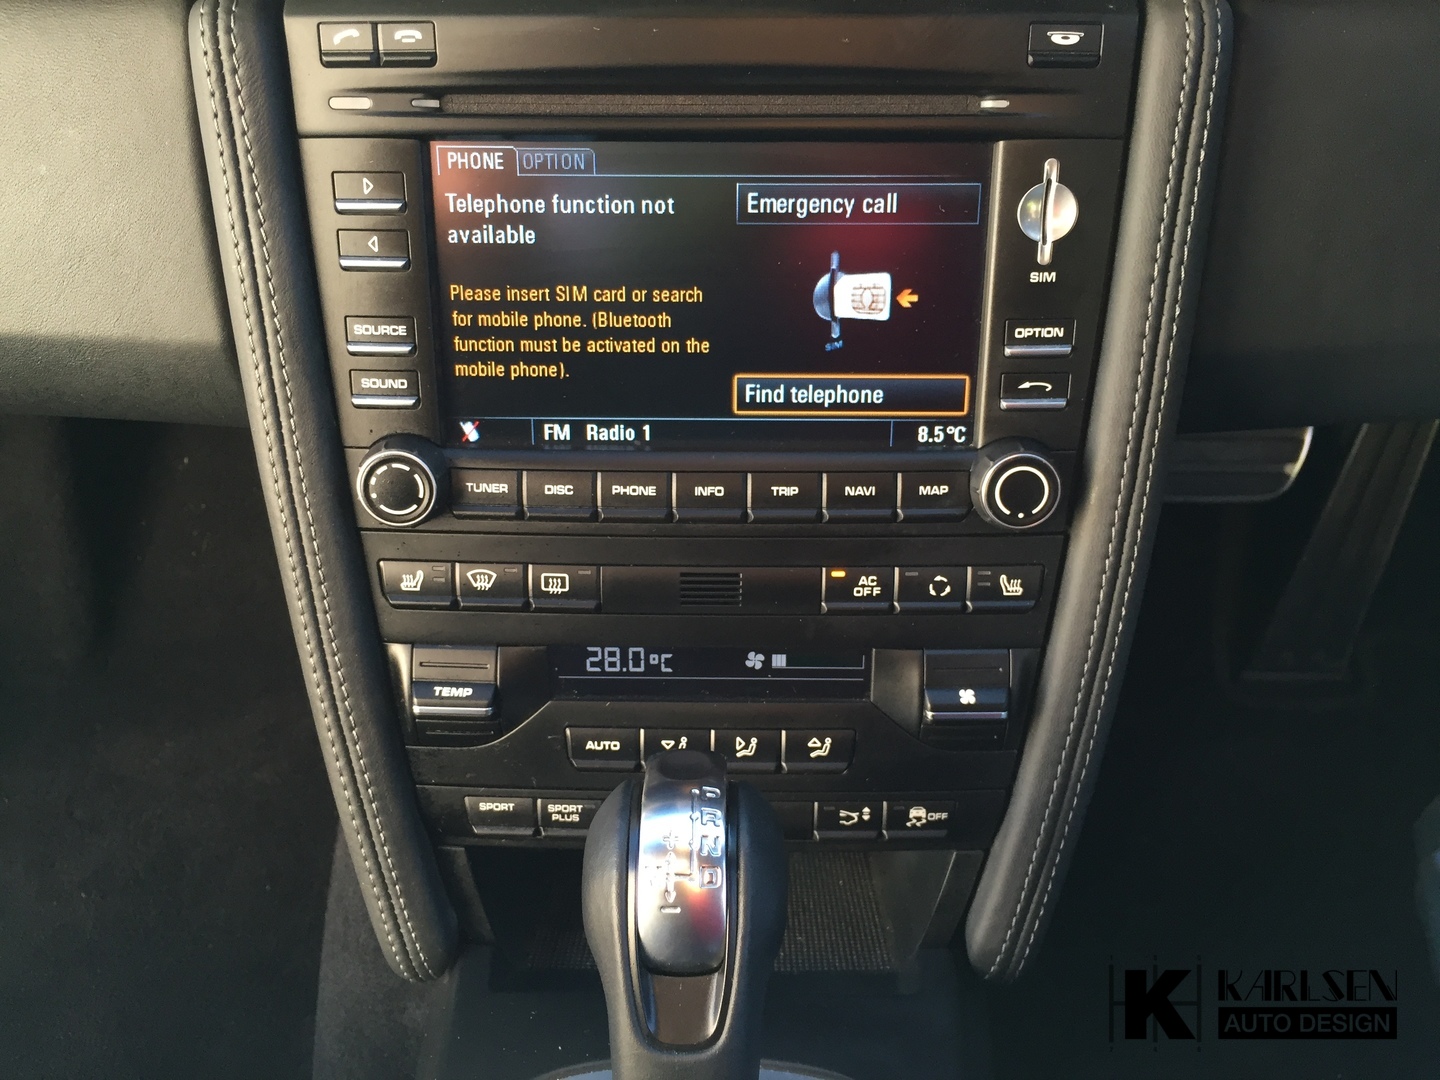 PHONE OPTION
Telephone function not
available
Emergency call
Please insert SIM card or search
for mobile phone. (Bluetooth
function must be activated on the
mobile phone).
SIM
Find telephone
FM Radio 1 8.5°C
SIM
SOURCE
SOUND
OPTION
TUNER DISC PHONE INFO TRIP NAVI MAP
AC
OFF
28.0°C
TEMP
AUTO
SPORT
SPORT
PLUS
OFF
P
R
N
D
+
M
−
K KARLSEN
AUTO DESIGN